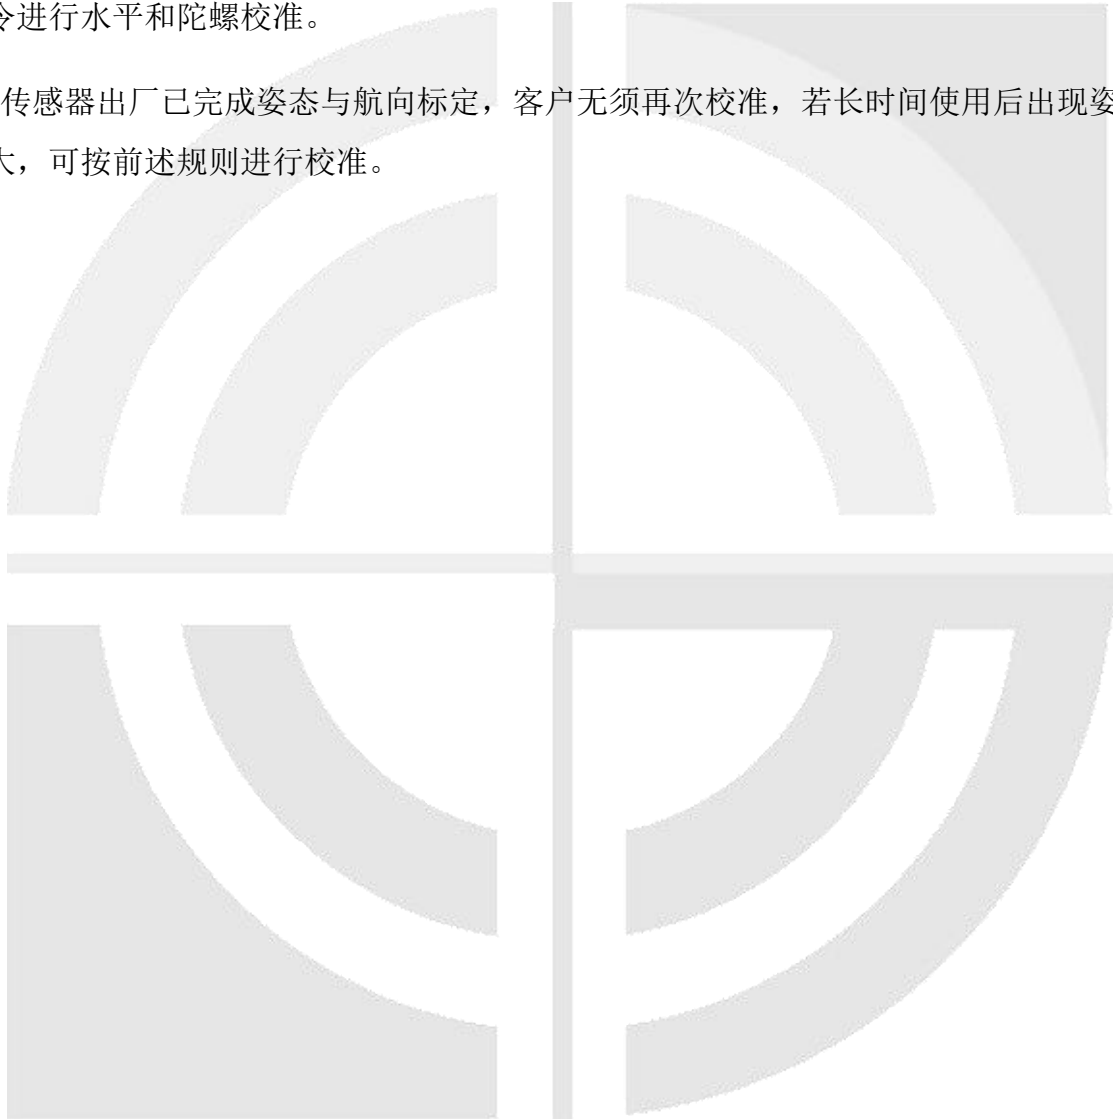 令进行水平和陀螺校准。
传感器出厂已完成姿态与航向标定，客户无须再次校准，若长时间使用后出现姿
大，可按前述规则进行校准。